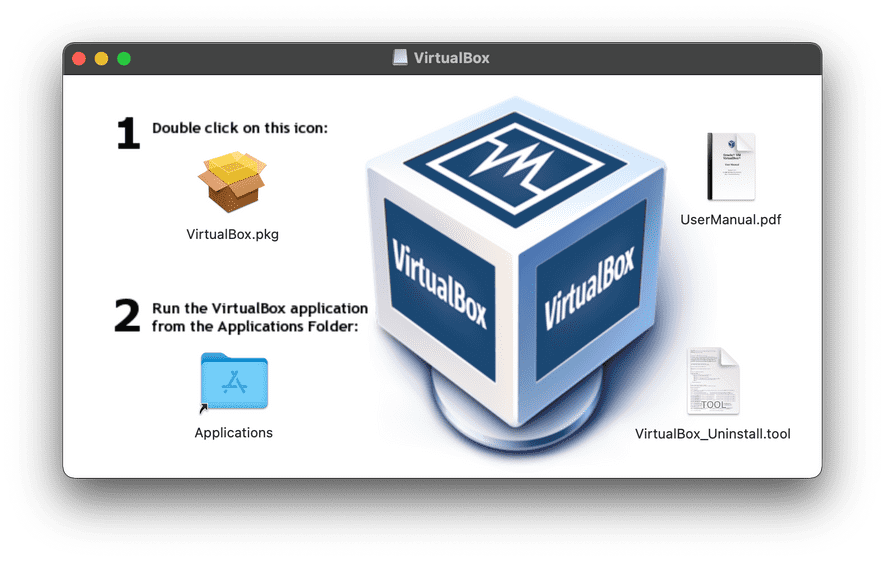 VirtualBox
1 Double click on this icon:
VirtualBox.pkg
2 Run the VirtualBox application
from the Applications Folder:
Applications
VirtualBox
VirtualBox
UserManual.pdf
TOOL
VirtualBox_Uninstall.tool